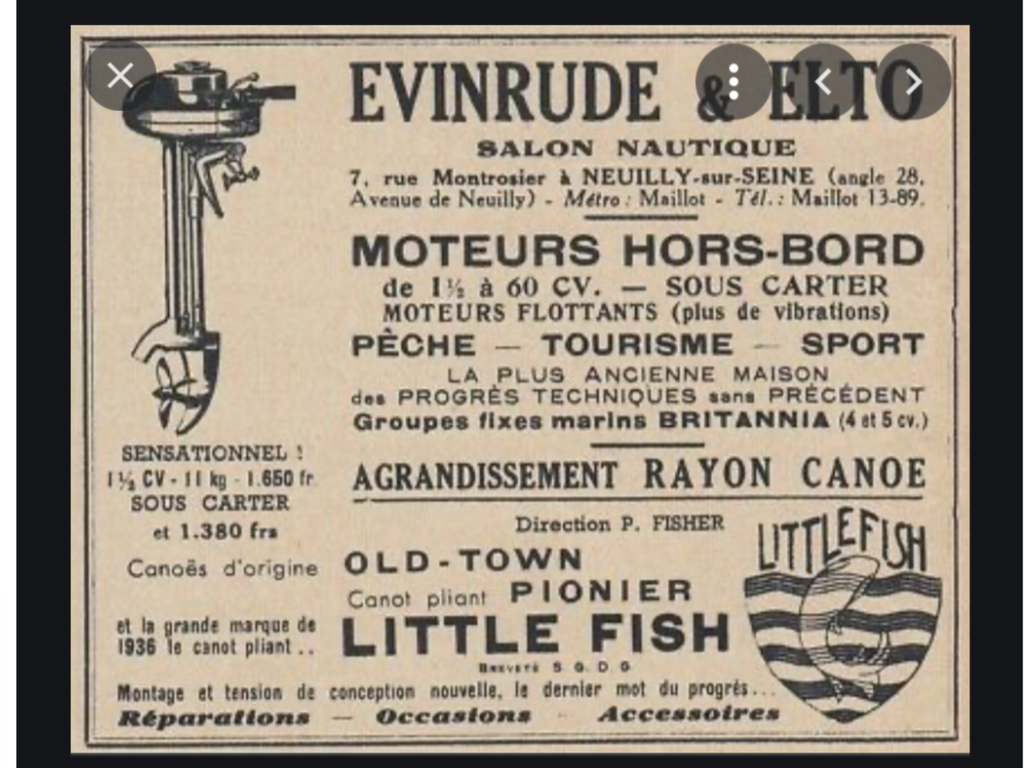 EVINRUDE & ELTO
SALON NAUTIQUE
7, rue Montrosier à NEUILLY-sur-SEINE (angle 28,
Avenue de Neuilly) - Métro : Maillot - Tél. : Maillot 13-89.
MOTEURS HORS-BORD
de 1½ à 60 CV. — SOUS CARTER
MOTEURS FLOTTANTS (plus de vibrations)
PÊCHE — TOURISME — SPORT
LA PLUS ANCIENNE MAISON
des PROGRÈS TECHNIQUES sans PRÉCÉDENT
Groupes fixes marins BRITANNIA (4 et 5 cv.)
SENSATIONNEL !
1½ CV - 11 kg - 1.650 fr.
SOUS CARTER
et 1.380 frs
AGRANDISSEMENT RAYON CANOE
Direction P. FISHER
Canoës d'origine OLD-TOWN
Canot pliant PIONIER
et la grande marque de
1936 le canot pliant ..
LITTLE FISH
BREVETÉ S G. D G
LITTLE FISH
Montage et tension de conception nouvelle, le dernier mot du progrès...
Réparations — Occasions - Accessoires